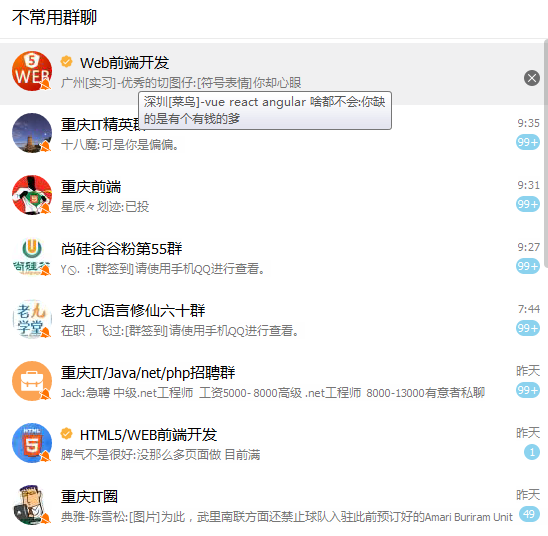 不常用群聊
5
WEB
Web前端开发
广州[实习]-优秀的切图仔:[符号表情]你却心眼
深圳[菜鸟]-vue react angular 啥都不会:你缺
的是有个有钱的爹
重庆IT精英群
9:35
十八魔:可是你是偏偏。
99+
重庆前端
9:31
星辰々划迹:已投
99+
尚硅谷
尚硅谷谷粉第55群
9:27
:[群签到]请使用手机QQ进行查看。
99+
老九
学堂
老九C语言修仙六十群
7:44
在职，飞过:[群签到]请使用手机QQ进行查看。
99+
重庆IT/Java/net/php招聘群
昨天
Jack:急聘 中级.net工程师 工资5000- 8000高级 .net工程师 8000-13000有意者私聊
99+
HTML
5
HTML5/WEB前端开发
昨天
脾气不是很好:没那么多页面做 目前满
1
重庆IT圈
昨天
典雅-陈雪松:[图片]为此，武里南联方面还禁止球队入驻此前预订好的Amari Buriram Unit
49